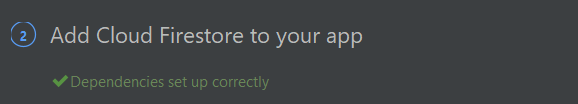 2 Add Cloud Firestore to your app
Dependencies set up correctly